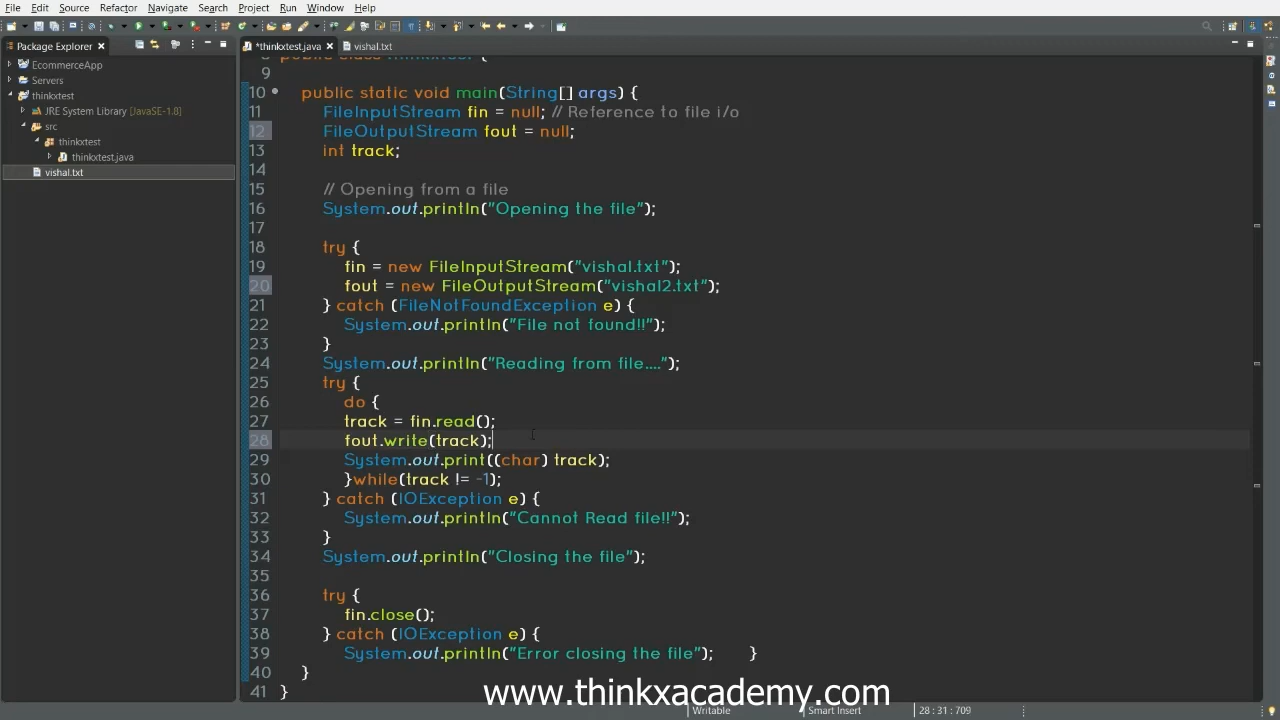 File Edit Source Refactor Navigate Search Project Run Window Help
Package Explorer
*thinkxtest.java vishal.txt
EcommerceApp
Servers
thinkxtest
JRE System Library [JavaSE-1.8]
src
thinkxtest
thinkxtest.java
vishal.txt
9
10 public static void main(String[] args) {
11 FileInputStream fin = null; // Reference to file i/o
12 FileOutputStream fout = null;
13 int track;
14
15 // Opening from a file
16 System.out.println("Opening the file");
17
18 try {
19 fin = new FileInputStream("vishal.txt");
20 fout = new FileOutputStream("vishal2.txt");
21 } catch (FileNotFoundException e) {
22 System.out.println("File not found!!");
23 }
24 System.out.println("Reading from file....");
25 try {
26 do {
27 track = fin.read();
28 fout.write(track);
29 System.out.print((char) track);
30 }while(track != -1);
31 } catch (IOException e) {
32 System.out.println("Cannot Read file!!");
33 }
34 System.out.println("Closing the file");
35
36 try {
37 fin.close();
38 } catch (IOException e) {
39 System.out.println("Error closing the file"); }
40 }
41 }
www.thinkxacademy.com
Writable Smart Insert 28 : 31 : 709